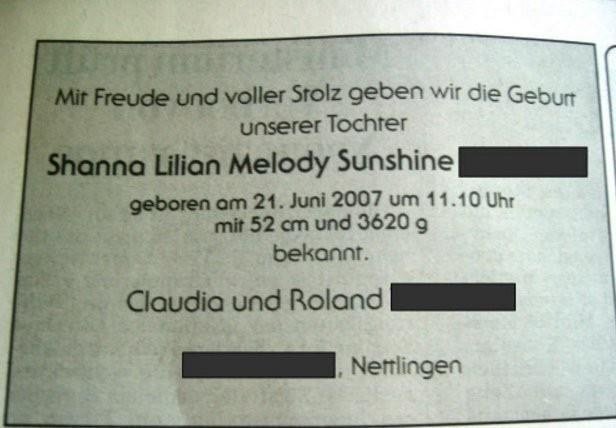 Mit Freude und voller Stolz geben wir die Geburt
unserer Tochter
Shanna Lilian Melody Sunshine
geboren am 21. Juni 2007 um 11.10 Uhr
mit 52 cm und 3620 g
bekannt.
Claudia und Roland
, Nettlingen